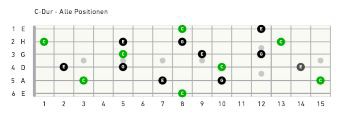 C-Dur - Alle Positionen
1 E C E
2 H C E G C
3 G C E G
4 D E G C E
5 A C E G C
6 E C
1 2 3 4 5 6 7 8 9 10 11 12 13 14 15